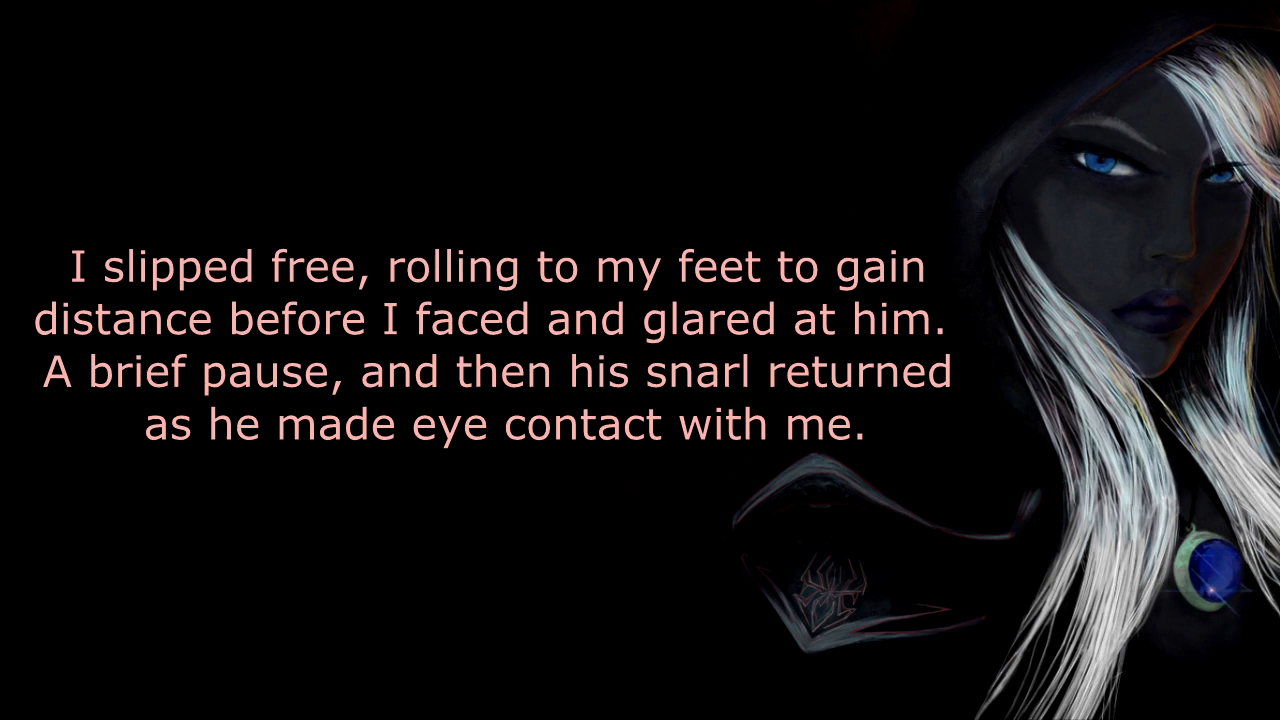 I slipped free, rolling to my feet to gain
distance before I faced and glared at him.
A brief pause, and then his snarl returned
as he made eye contact with me.